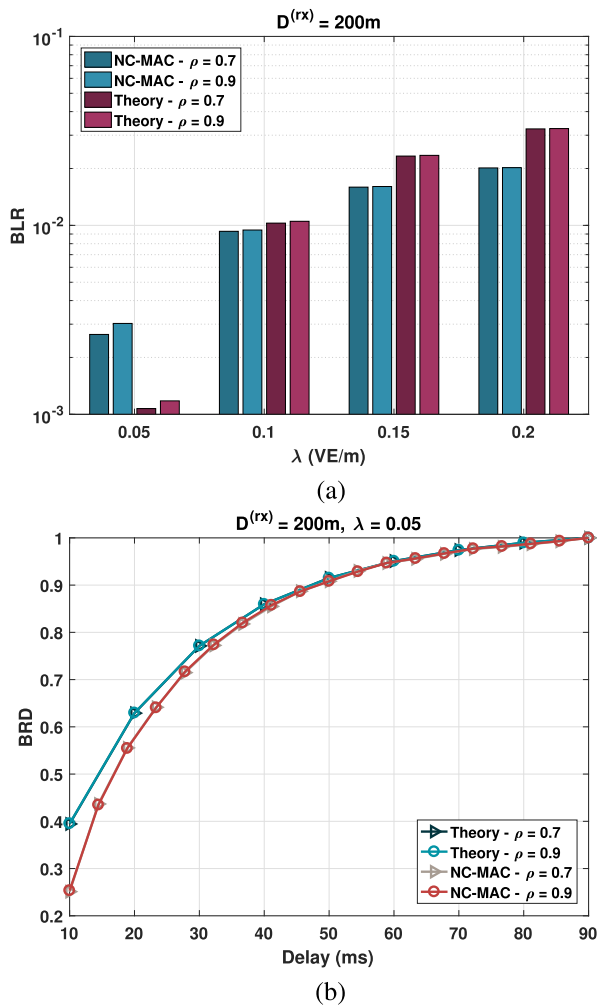 D^(rx) = 200m
NC-MAC - ρ = 0.7
NC-MAC - ρ = 0.9
Theory - ρ = 0.7
Theory - ρ = 0.9
10^-1
10^-2
10^-3
BLR
0.05 0.1 0.15 0.2
λ (VE/m)
(a)
D^(rx) = 200m, λ = 0.05
1
0.9
0.8
0.7
0.6
0.5
0.4
0.3
0.2
BRD
Theory - ρ = 0.7
Theory - ρ = 0.9
NC-MAC - ρ = 0.7
NC-MAC - ρ = 0.9
10 20 30 40 50 60 70 80 90
Delay (ms)
(b)